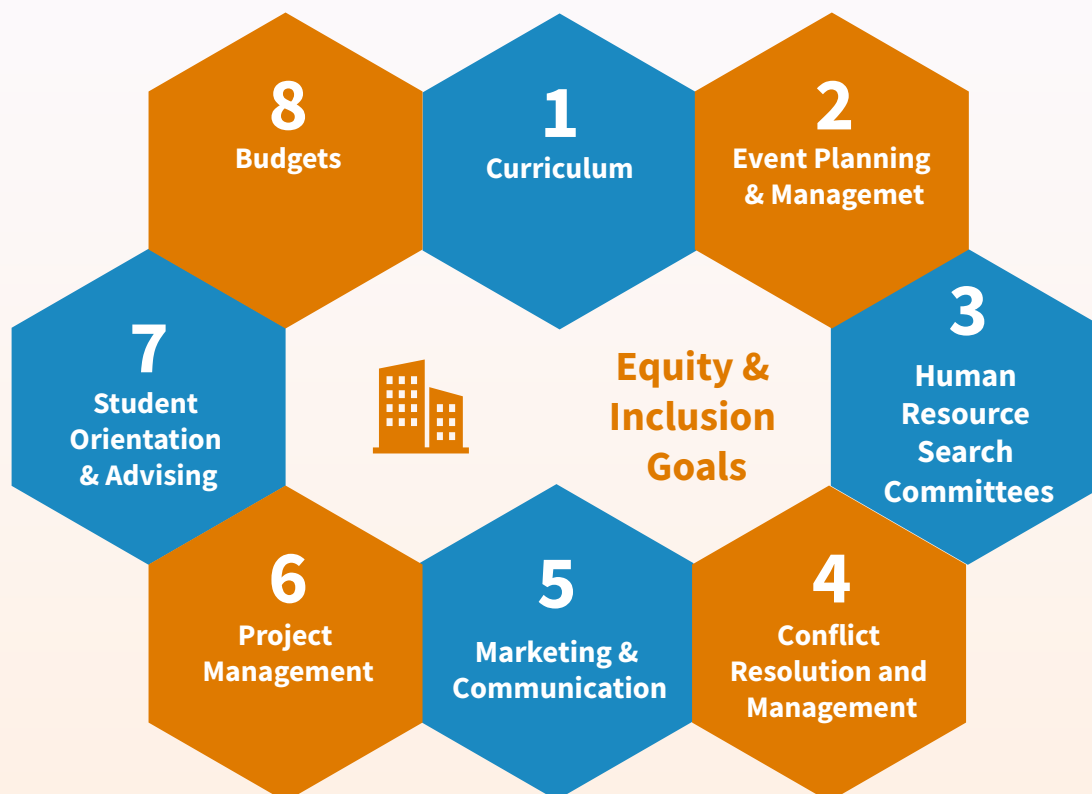 8
Budgets
1
Curriculum
2
Event Planning
& Managemet
7
Student
Orientation
& Advising
Equity &
Inclusion
Goals
3
Human
Resource
Search
Committees
6
Project
Management
5
Marketing &
Communication
4
Conflict
Resolution and
Management